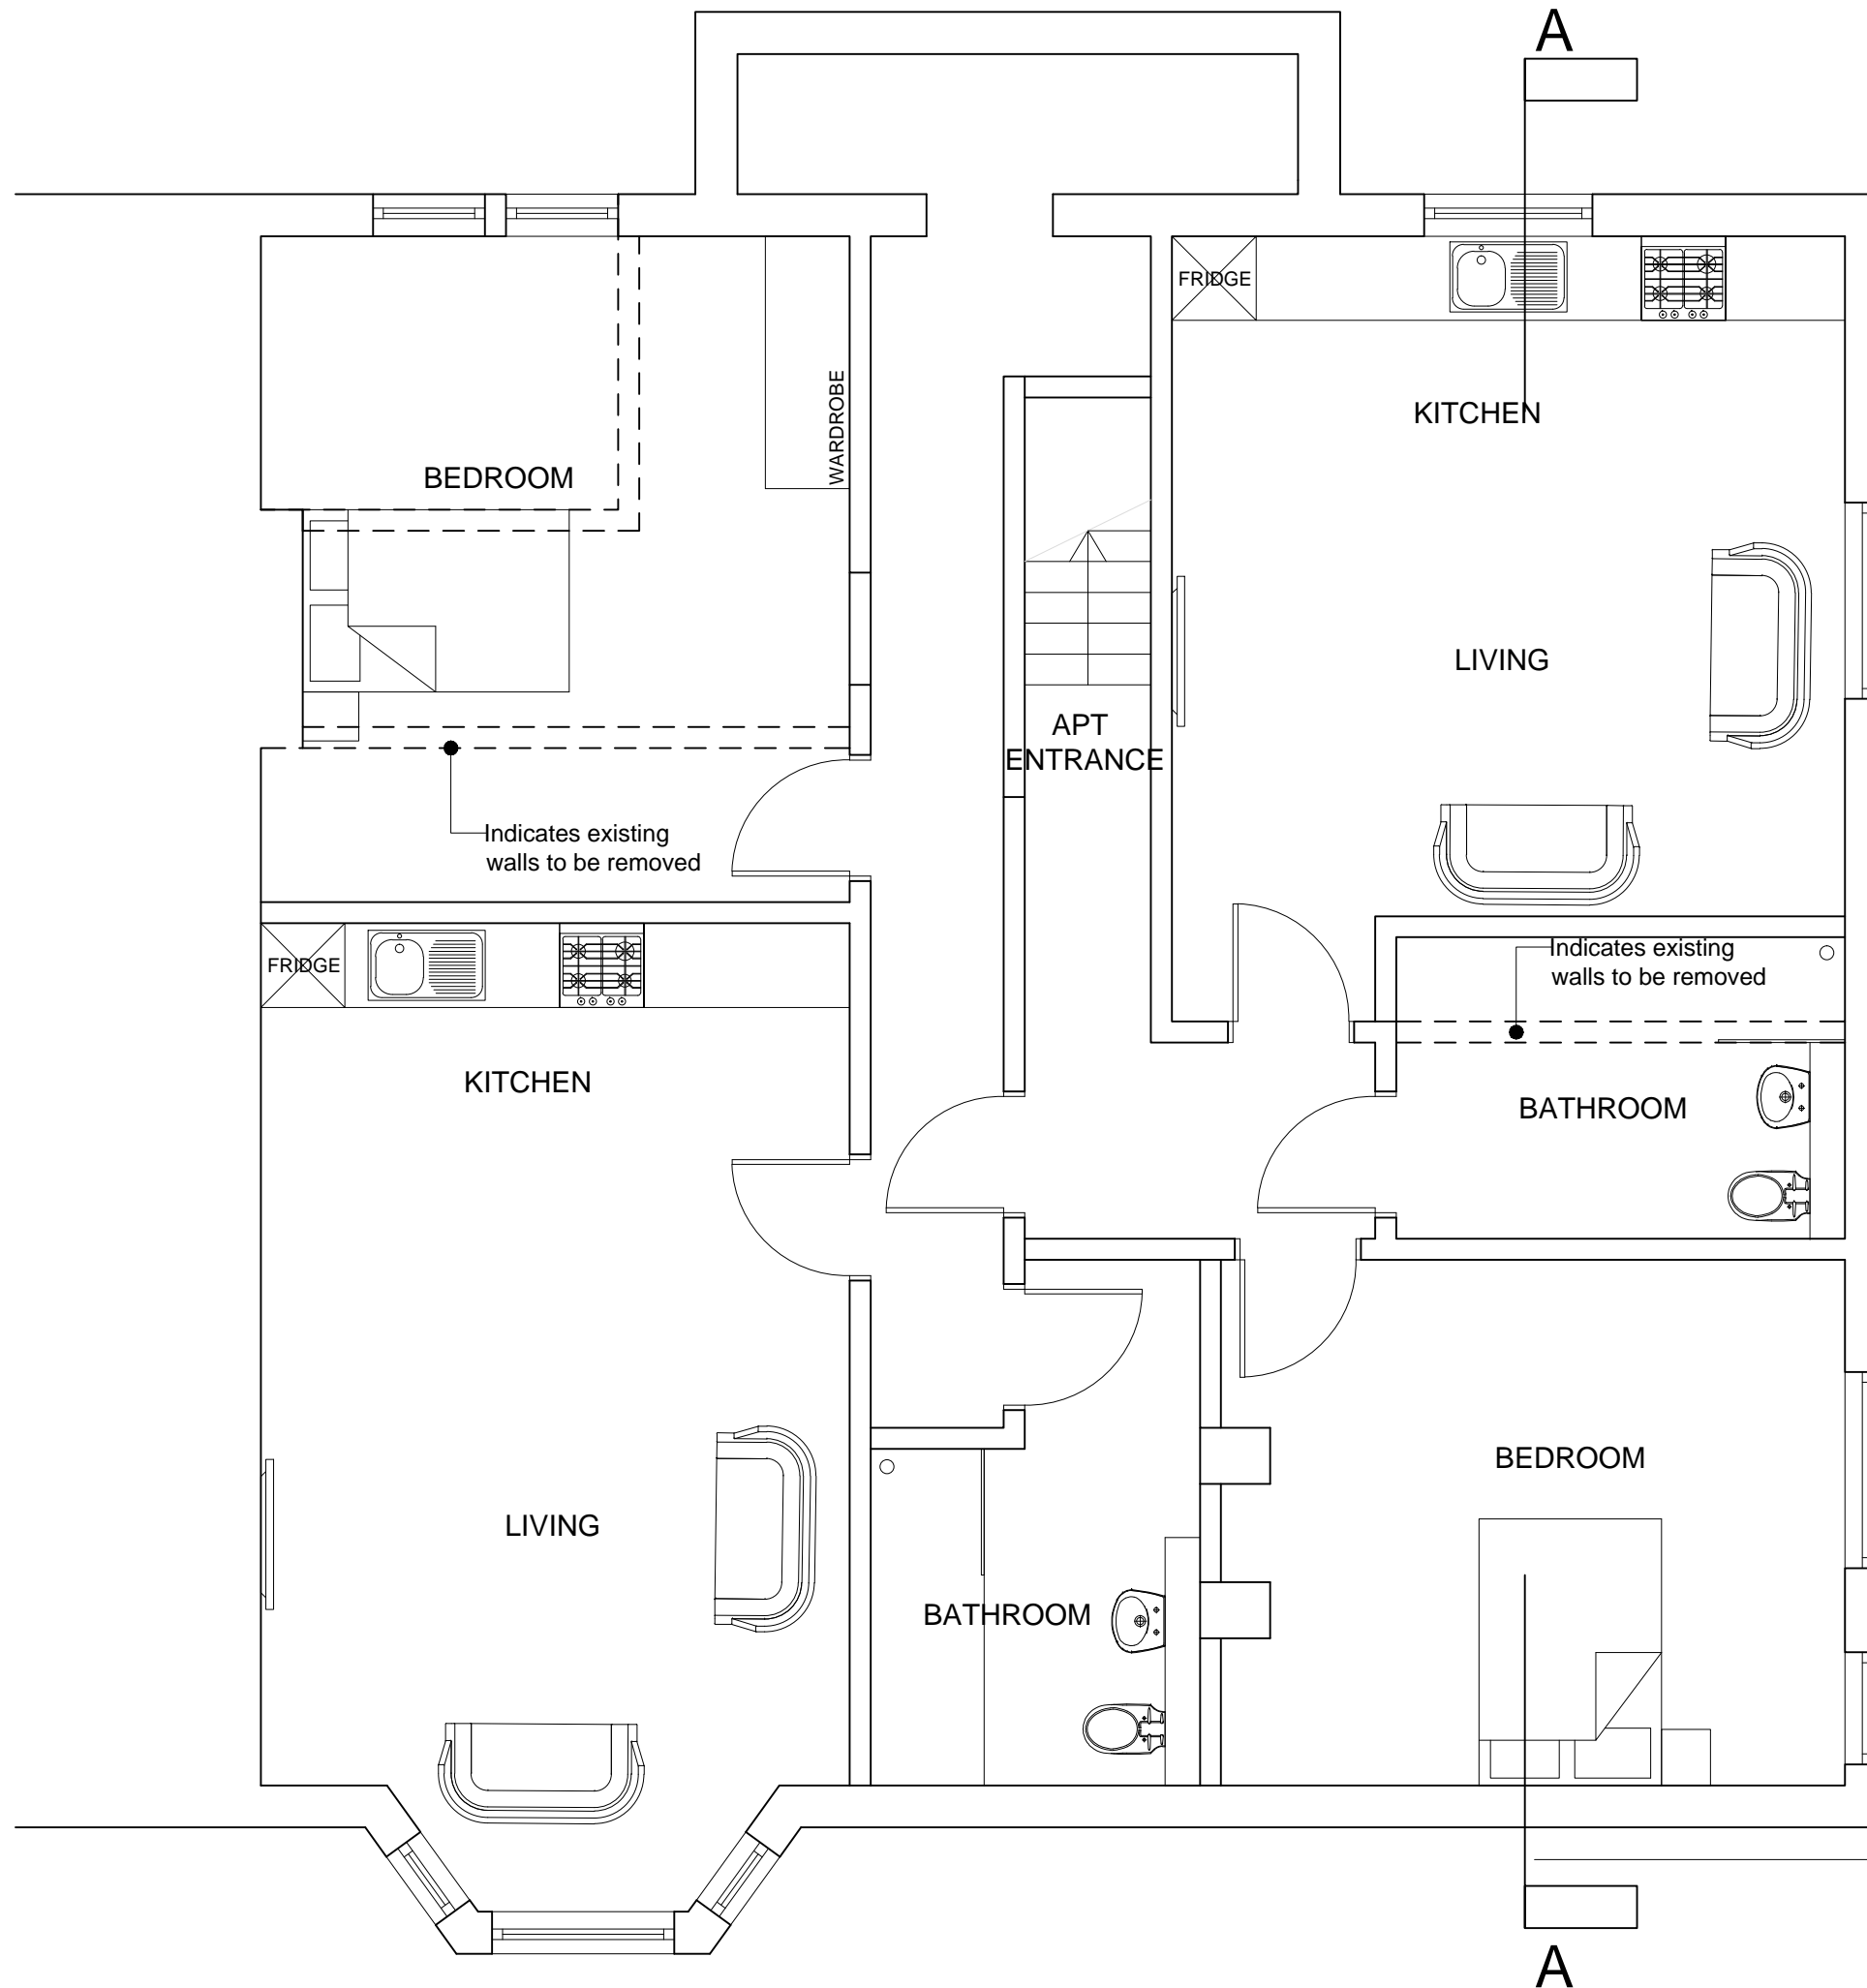 A
FRIDGE
WARDROBE
KITCHEN
BEDROOM
LIVING
APT
ENTRANCE
Indicates existing
walls to be removed
FRIDGE
Indicates existing
walls to be removed
KITCHEN
BATHROOM
BEDROOM
LIVING
BATHROOM
A